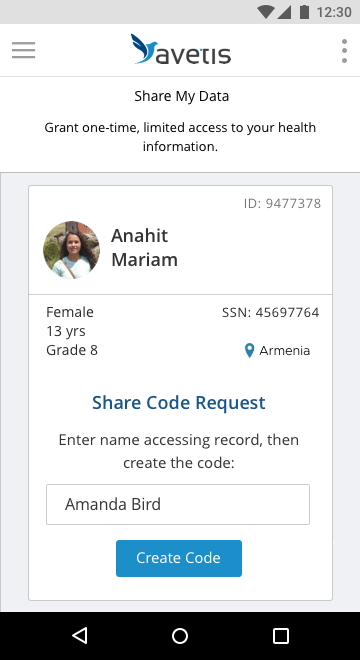 12:30
avetis
Share My Data
Grant one-time, limited access to your health
information.
ID: 9477378
Anahit
Mariam
Female
SSN: 45697764
13 yrs
Grade 8
Armenia
Share Code Request
Enter name accessing record, then
create the code:
Amanda Bird
Create Code